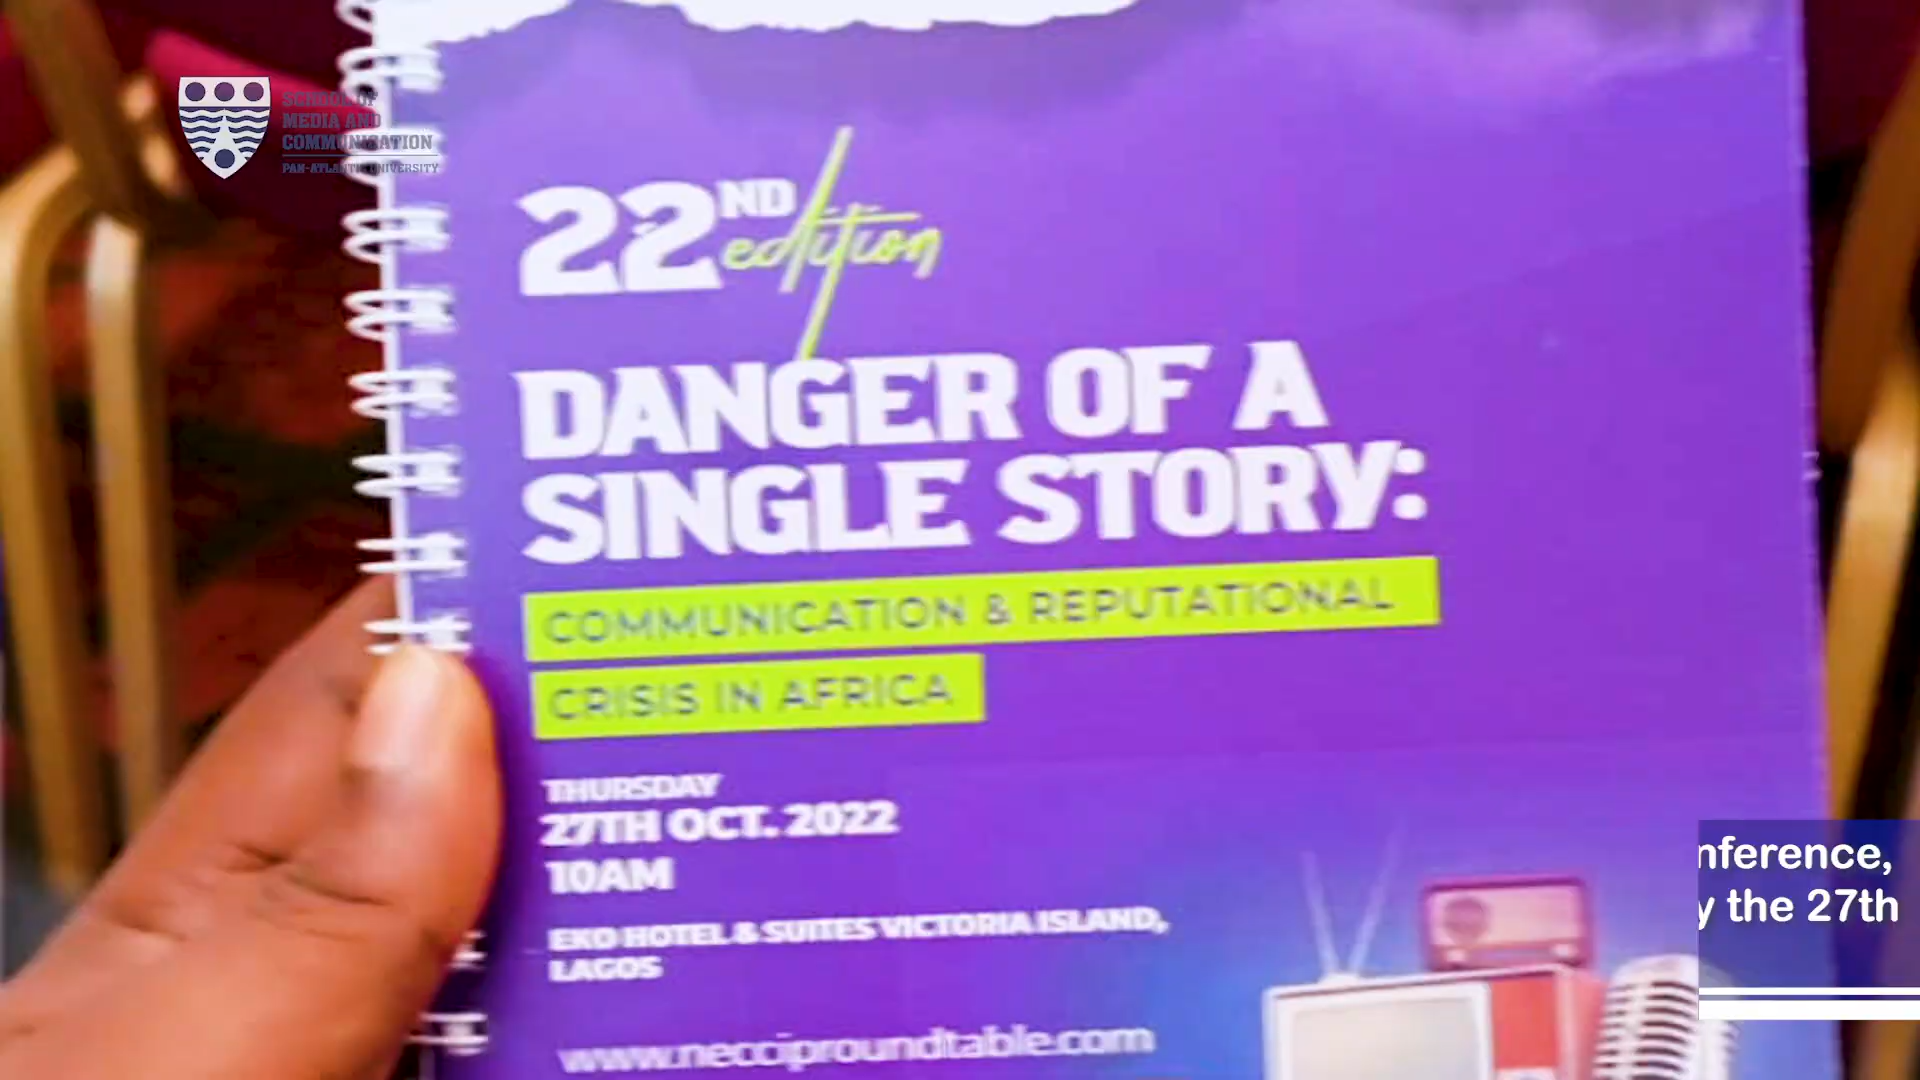 SCHOOL OF
MEDIA AND
COMMUNICATION
PAN-ATLANTIC UNIVERSITY
22ND edition
DANGER OF A
SINGLE STORY:
COMMUNICATION & REPUTATIONAL
CRISIS IN AFRICA
THURSDAY
27TH OCT. 2022
10AM
EKO HOTEL & SUITES VICTORIA ISLAND,
LAGOS
www.necciproundtable.com
nference,
y the 27th